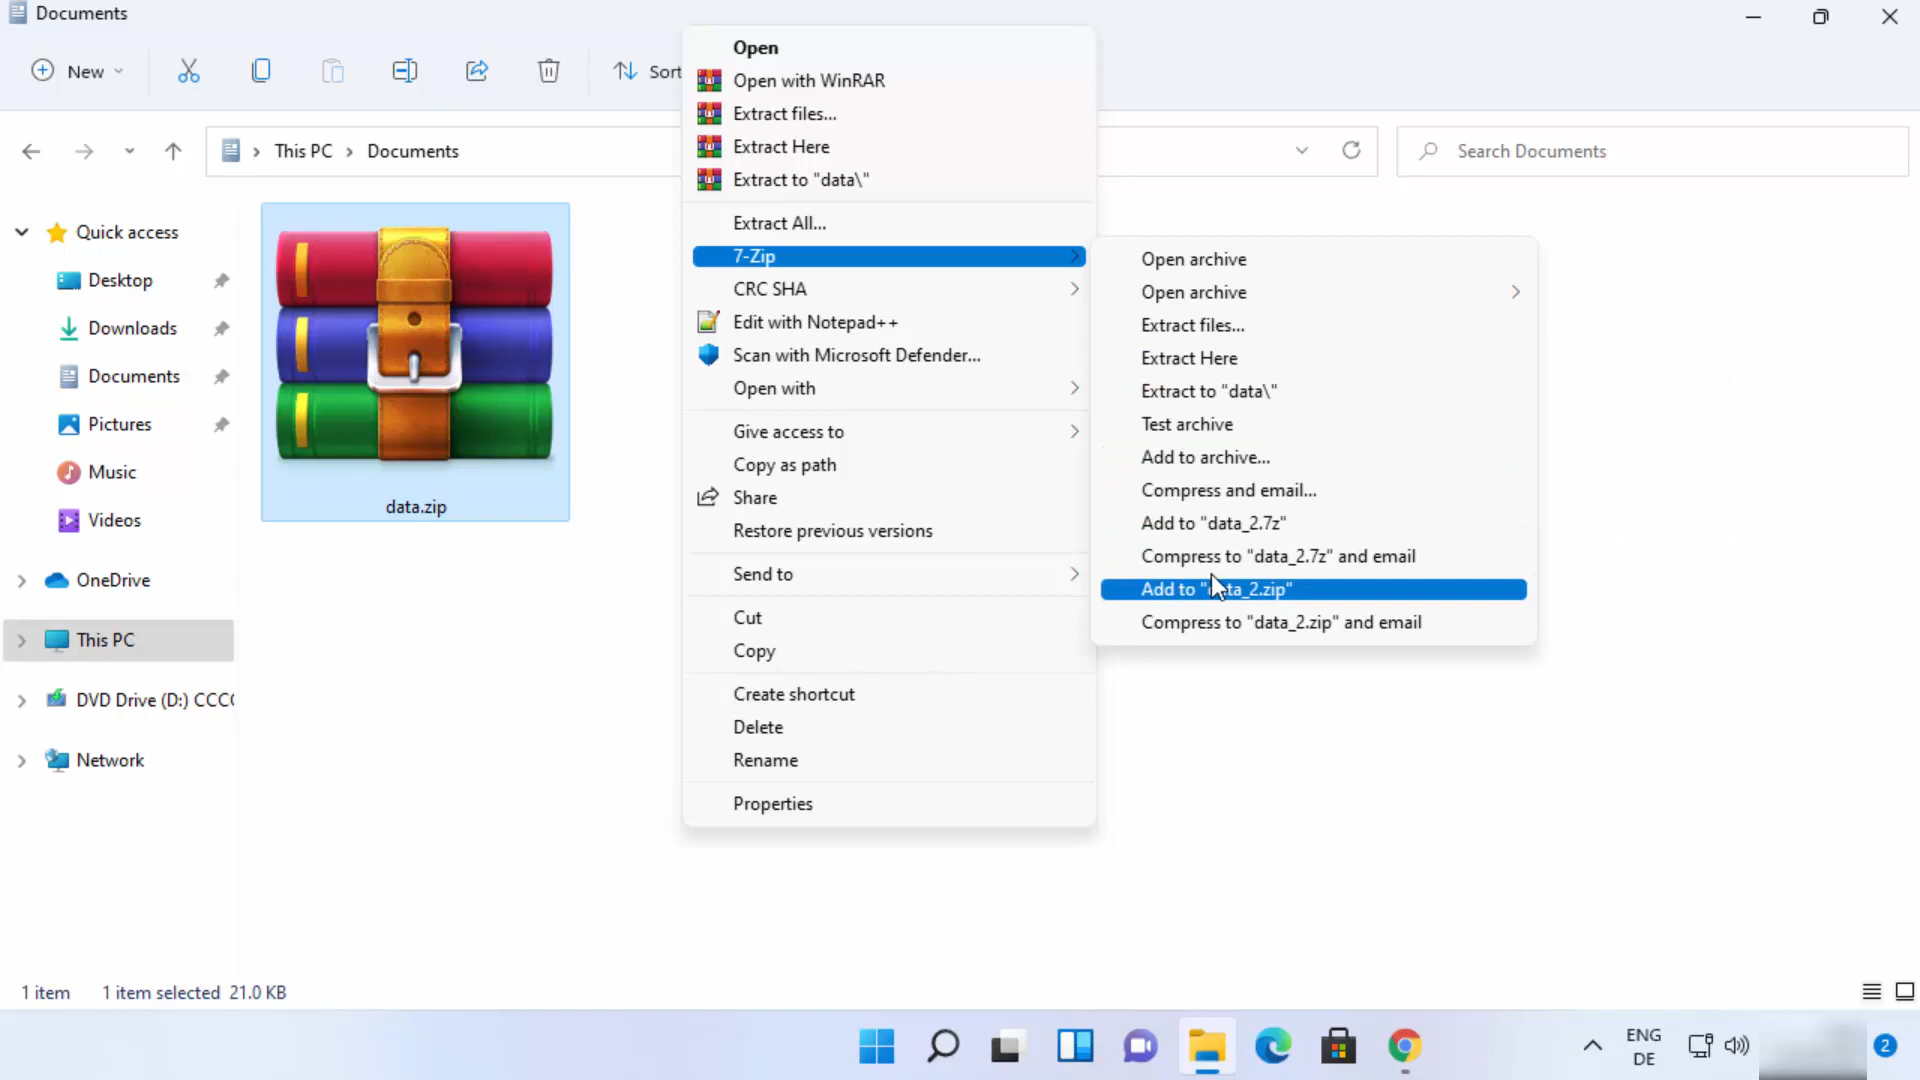 Documents
New
Sort
This PC
Documents
Search Documents
Quick access
Desktop
Downloads
Documents
Pictures
Music
Videos
OneDrive
This PC
DVD Drive (D:)
Network
data.zip
Open
Open with WinRAR
Extract files...
Extract Here
Extract to "data\"
Extract All...
7-Zip
CRC SHA
Edit with Notepad++
Scan with Microsoft Defender...
Open with
Give access to
Copy as path
Share
Restore previous versions
Send to
Cut
Copy
Create shortcut
Delete
Rename
Properties
Open archive
Open archive
Extract files...
Extract Here
Extract to "data\"
Test archive
Add to archive...
Compress and email...
Add to "data_2.7z"
Compress to "data_2.7z" and email
Add to "data_2.zip"
Compress to "data_2.zip" and email
1 item 1 item selected 21.0 KB
ENG
DE
2